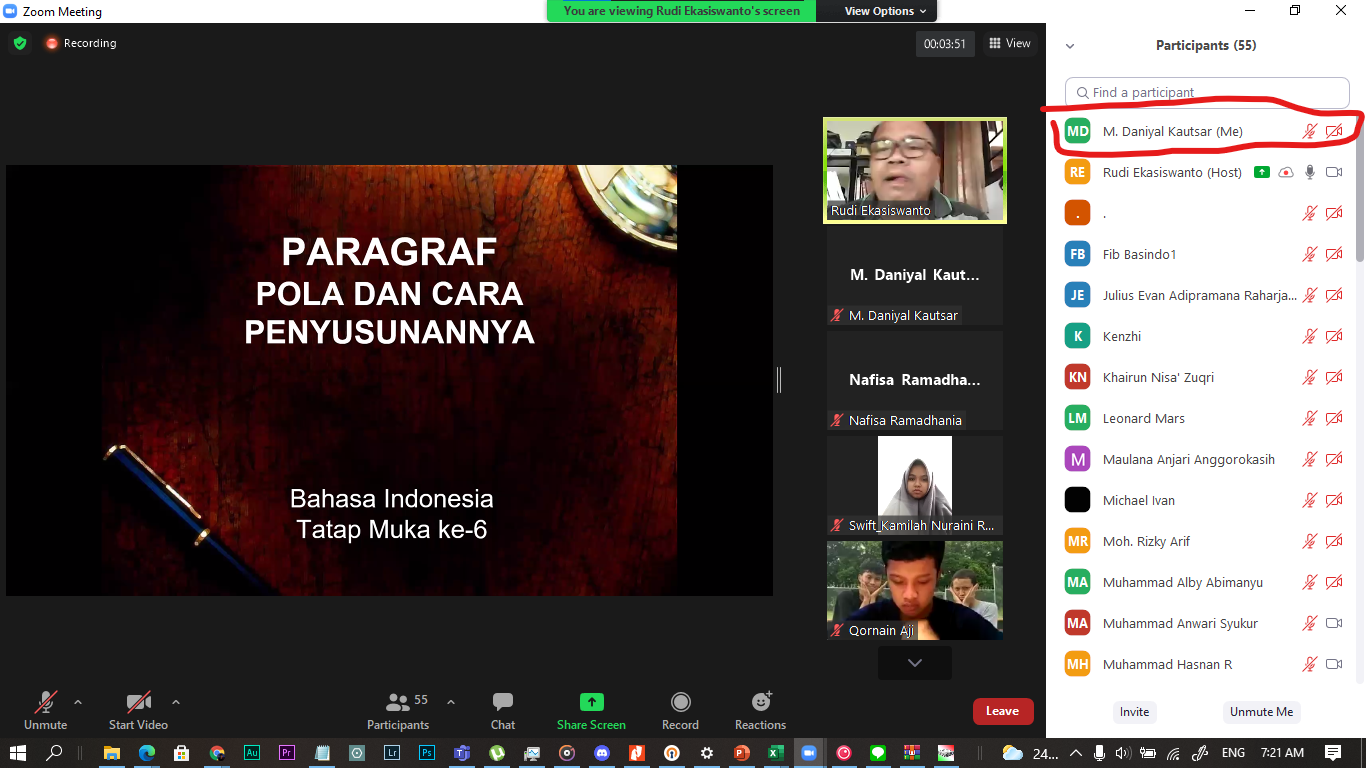 Zoom Meeting
You are viewing Rudi Ekasiswanto's screen
View Options
Recording
00:03:51
View
PARAGRAF
POLA DAN CARA
PENYUSUNANNYA
Bahasa Indonesia
Tatap Muka ke-6
Rudi Ekasiswanto
M. Daniyal Kaut...
M. Daniyal Kautsar
Nafisa Ramadha...
Nafisa Ramadhania
Swift_Kamilah Nuraini R...
Qornain Aji
Participants (55)
Find a participant
MD M. Daniyal Kautsar (Me)
RE Rudi Ekasiswanto (Host)
. .
FB Fib Basindo1
JE Julius Evan Adipramana Raharja...
K Kenzhi
KN Khairun Nisa' Zuqri
LM Leonard Mars
M Maulana Anjari Anggorokasih
Michael Ivan
MR Moh. Rizky Arif
MA Muhammad Alby Abimanyu
MA Muhammad Anwari Syukur
MH Muhammad Hasnan R
Invite
Unmute Me
Unmute
Start Video
55
Participants
Chat
Share Screen
Record
Reactions
Leave
Au Pr Lr Ps
24... ENG 7:21 AM